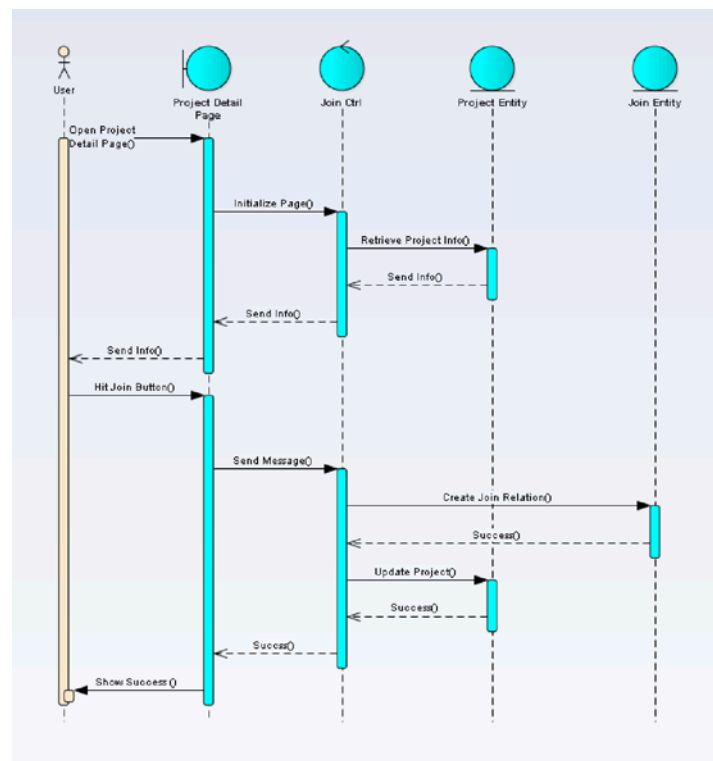 User
Project Detail
Page
Join Ctrl
Project Entity
Join Entity
Open Project
Detail Page()
Initialize Page()
Retrieve Project Info()
Send Info()
Send Info()
Send Info()
Hit Join Button()
Send Message()
Create Join Relation()
Success()
Update Project()
Success()
Succss()
Show Success ()